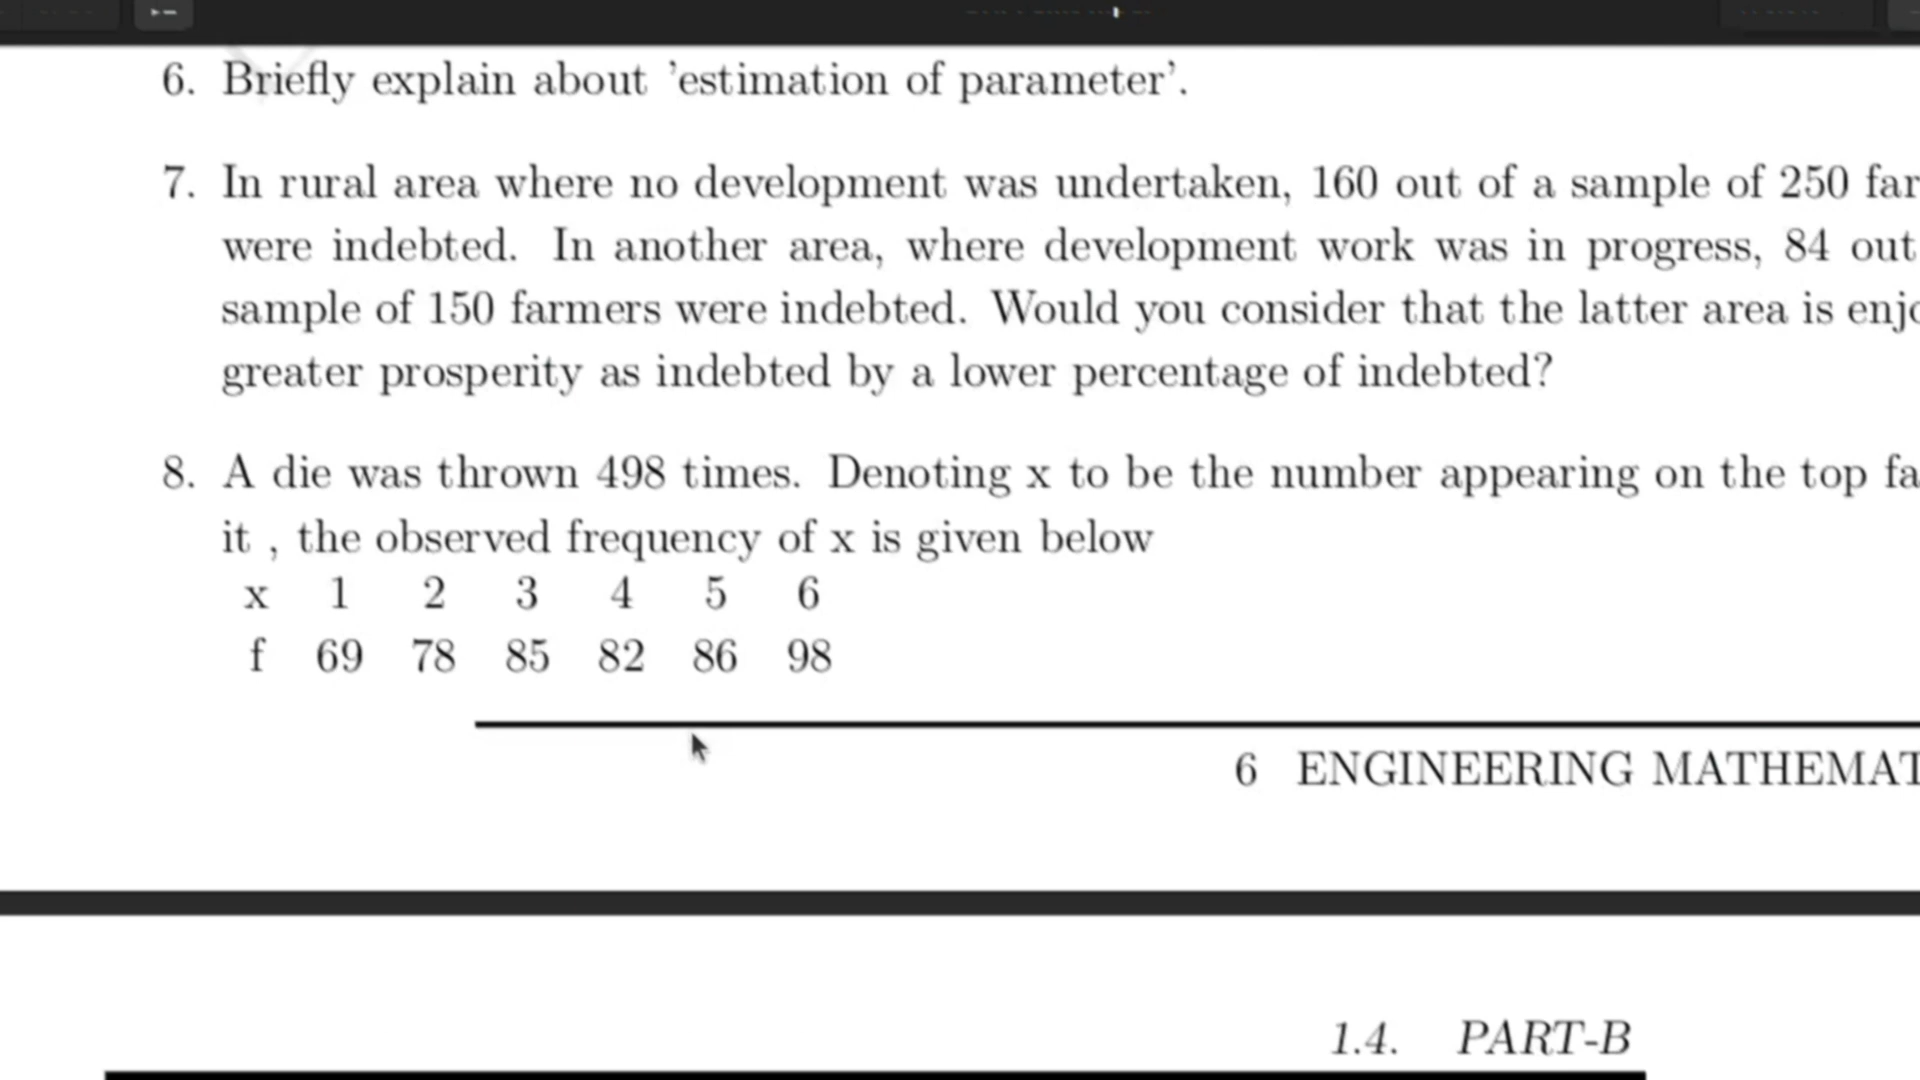 6. Briefly explain about 'estimation of parameter'.
7. In rural area where no development was undertaken, 160 out of a sample of 250 far
were indebted. In another area, where development work was in progress, 84 out
sample of 150 farmers were indebted. Would you consider that the latter area is enjo
greater prosperity as indebted by a lower percentage of indebted?
8. A die was thrown 498 times. Denoting x to be the number appearing on the top fa
it , the observed frequency of x is given below
x 1 2 3 4 5 6
f 69 78 85 82 86 98
6 ENGINEERING MATHEMAT
1.4. PART-B